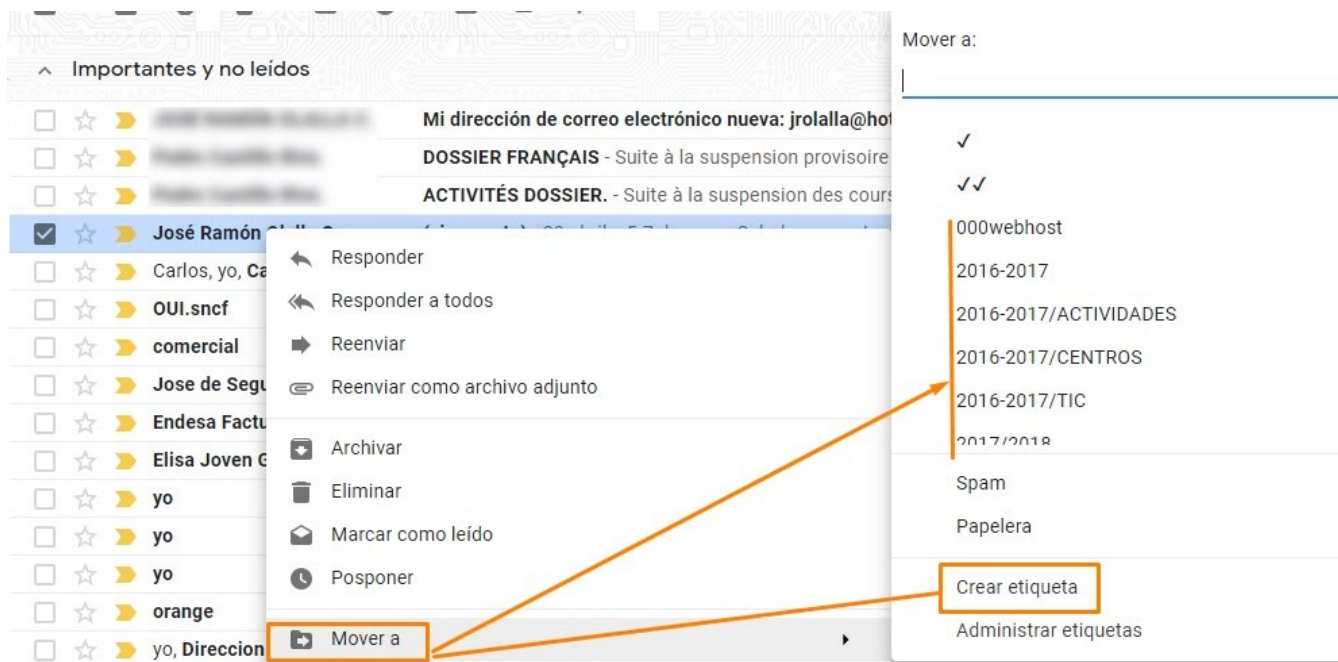 Importantes y no leídos
Mi dirección de correo electrónico nueva: jrolalla@hot
DOSSIER FRANÇAIS - Suite à la suspension provisoire
ACTIVITÉS DOSSIER. - Suite à la suspension des cours
José Ramón
Carlos, yo, Ca
OUI.sncf
comercial
Jose de Segu
Endesa Factu
Elisa Joven G
yo
yo
yo
orange
yo, Direccion
Responder
Responder a todos
Reenviar
Reenviar como archivo adjunto
Archivar
Eliminar
Marcar como leído
Posponer
Mover a
Mover a:
✓
✓✓
000webhost
2016-2017
2016-2017/ACTIVIDADES
2016-2017/CENTROS
2016-2017/TIC
2017/2018
Spam
Papelera
Crear etiqueta
Administrar etiquetas